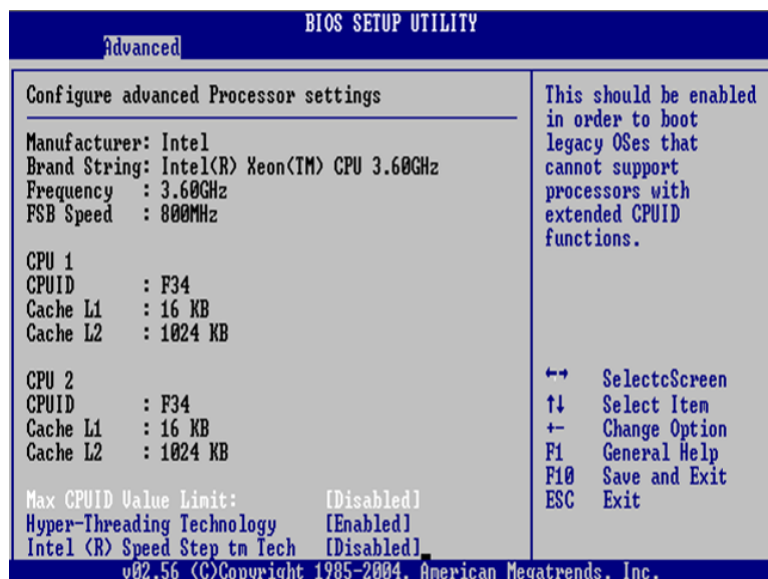 BIOS SETUP UTILITY
Advanced
Configure advanced Processor settings
Manufacturer: Intel
Brand String: Intel(R) Xeon(TM) CPU 3.60GHz
Frequency : 3.60GHz
FSB Speed : 800MHz
CPU 1
CPUID : F34
Cache L1 : 16 KB
Cache L2 : 1024 KB
CPU 2
CPUID : F34
Cache L1 : 16 KB
Cache L2 : 1024 KB
Max CPUID Value Limit: [Disabled]
Hyper-Threading Technology [Enabled]
Intel (R) Speed Step tm Tech [Disabled]
This should be enabled
in order to boot
legacy OSes that
cannot support
processors with
extended CPUID
functions.
←→ SelectcScreen
↑↓ Select Item
+- Change Option
F1 General Help
F10 Save and Exit
ESC Exit
v02.56 (C)Copyright 1985-2004, American Megatrends, Inc.